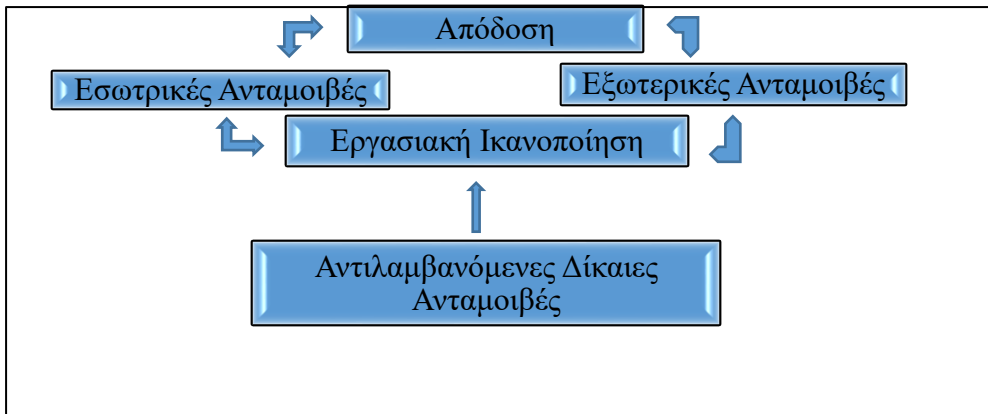 Απόδοση
Εσωτρικές Ανταμοιβές
Εξωτερικές Ανταμοιβές
Εργασιακή Ικανοποίηση
Αντιλαμβανόμενες Δίκαιες
Ανταμοιβές